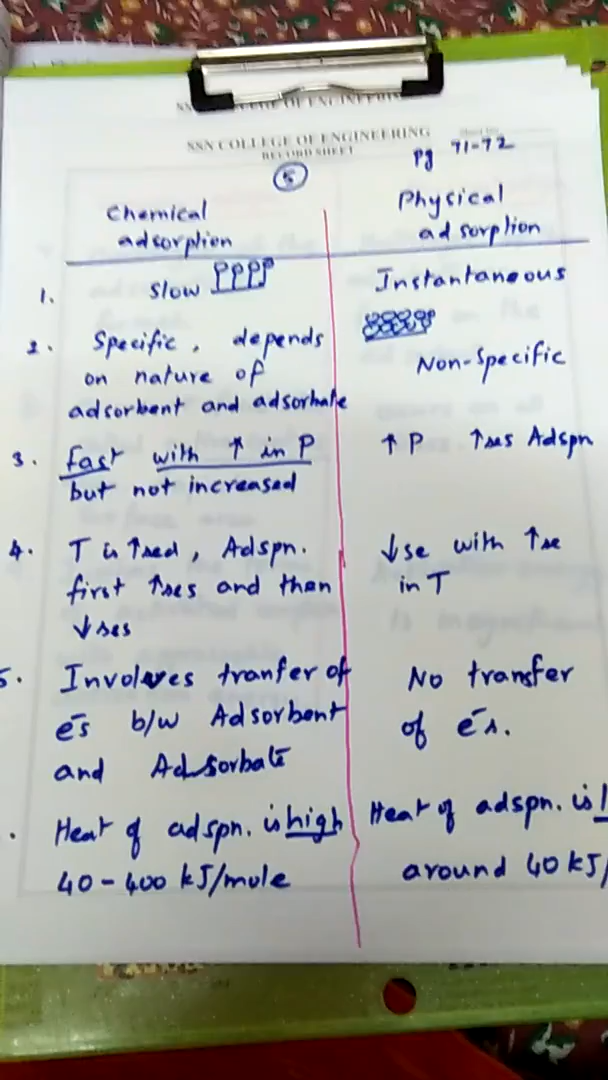 SSN COLLEGE OF ENGINEERING
RECORD SHEET
Pg 71-72
5
Chemical
adsorption
Physical
adsorption
1. Slow
Instantaneous
2. Specific, depends
on nature of
adsorbent and adsorbate
Non-Specific
3. Fast with ↑ in P
but not increased
↑ P ↑ses Adspn
4. T is ↑sed, Adspn.
first ↑ses and then
↓ses
↓se with ↑se
in T
5. Involves tranfer of
e-s b/w Adsorbent
and Adsorbate
No transfer
of e-s.
Heat of adspn. is high
40-400 kJ/mole
Heat of adspn. is
around 40 kJ/